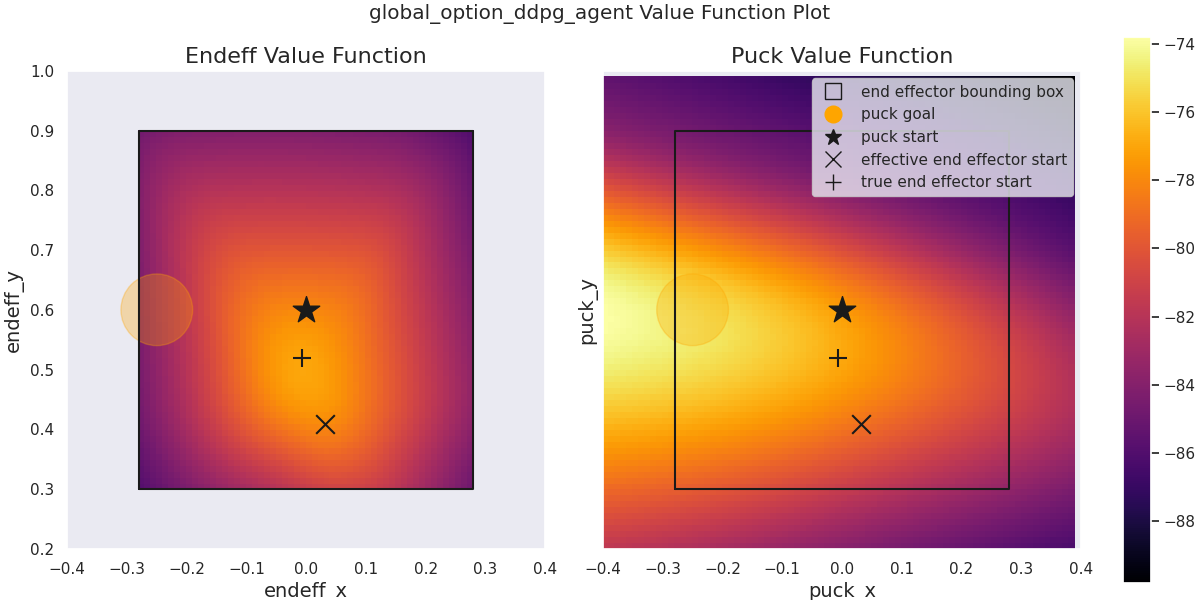 global_option_ddpg_agent Value Function Plot
Endeff Value Function
1.0
0.9
0.8
0.7
0.6
0.5
0.4
0.3
0.2
endeff_y
−0.4 −0.3 −0.2 −0.1 0.0 0.1 0.2 0.3 0.4
endeff_x
Puck Value Function
end effector bounding box
puck goal
puck start
effective end effector start
true end effector start
puck_y
−0.4 −0.3 −0.2 −0.1 0.0 0.1 0.2 0.3 0.4
puck_x
−74
−76
−78
−80
−82
−84
−86
−88